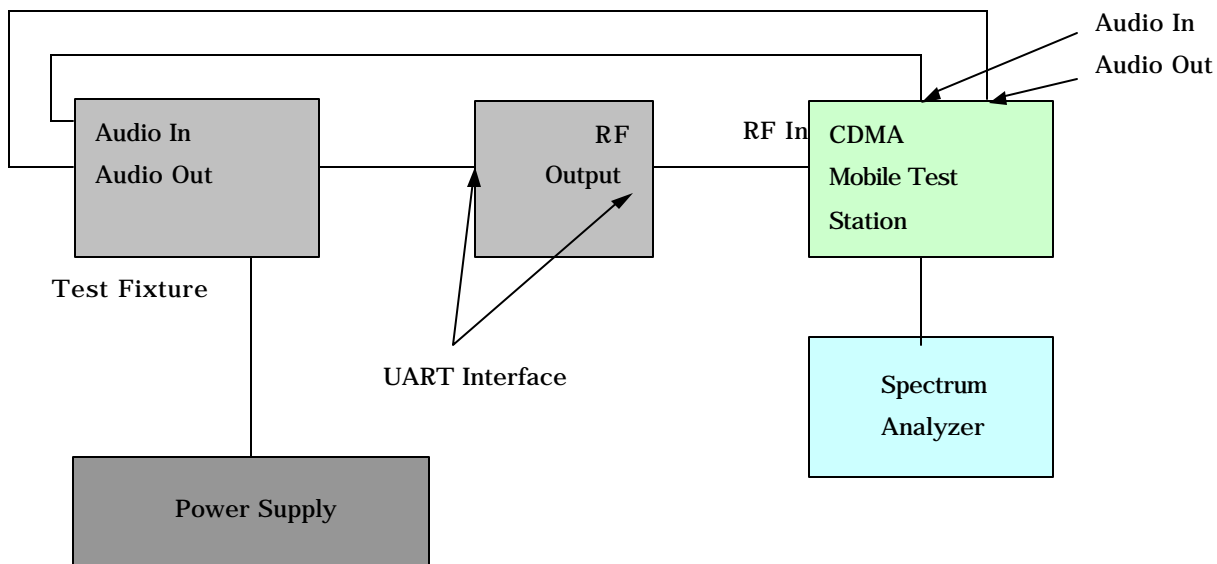 Audio In
Audio Out
Audio In
Audio Out
RF
Output
RF In
CDMA
Mobile Test
Station
Test Fixture
UART Interface
Spectrum
Analyzer
Power Supply